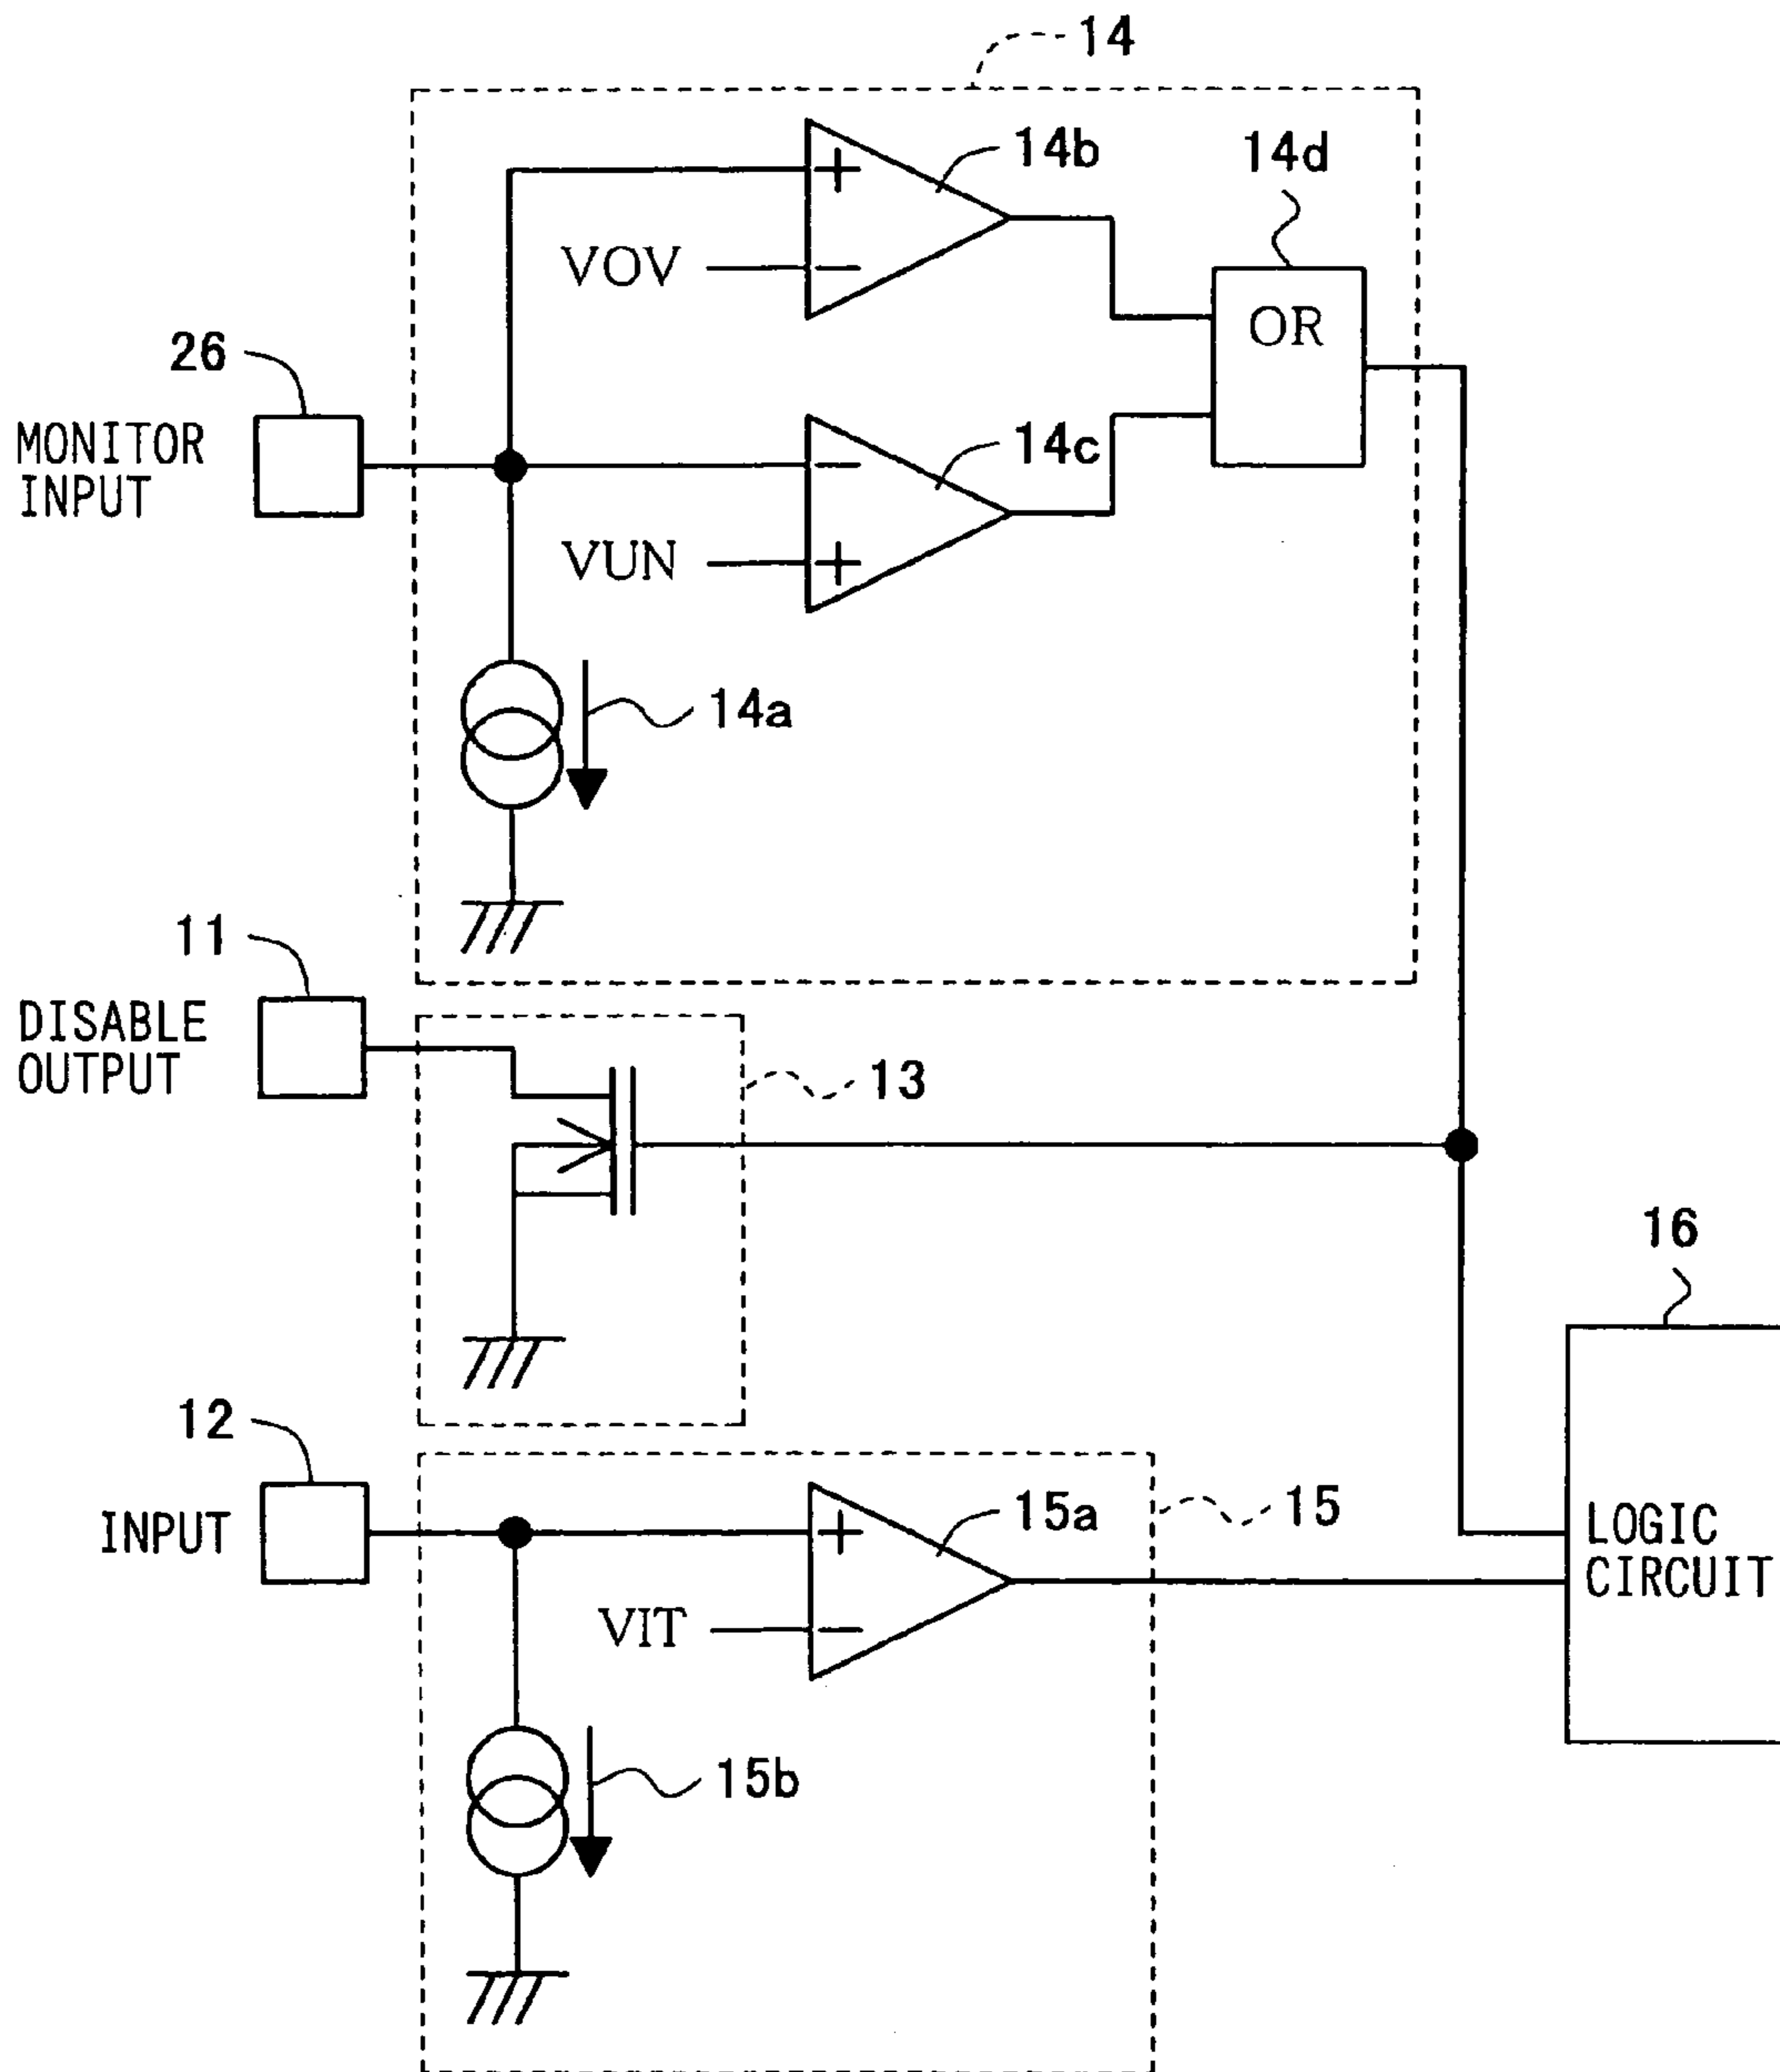 14
14b
14d
+
VOV
−
OR
26
MONITOR
INPUT
14c
−
VUN
+
14a
11
DISABLE
OUTPUT
13
16
12
INPUT
15a
15
+
LOGIC
CIRCUIT
VIT
−
15b